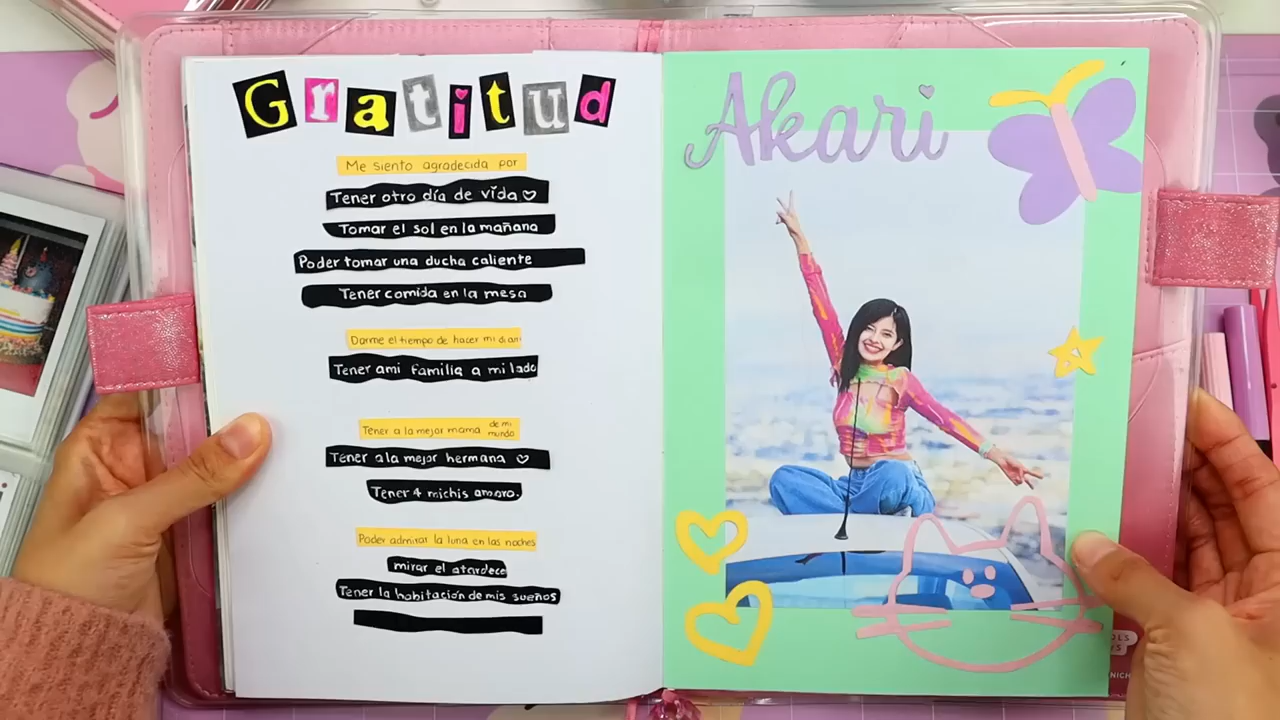 Gratitud
Me siento agradecida por
Tener otro día de vida
Tomar el sol en la mañana
Poder tomar una ducha caliente
Tener comida en la mesa
Darme el tiempo de hacer mi diari
Tener ami familia a mi lado
Tener a la mejor mama de mi mundo
Tener a la mejor hermana
Tener 4 michis amoro.
Poder admirar la luna en las noches
mirar el atardece
Tener la habitación de mis sueños
Akari